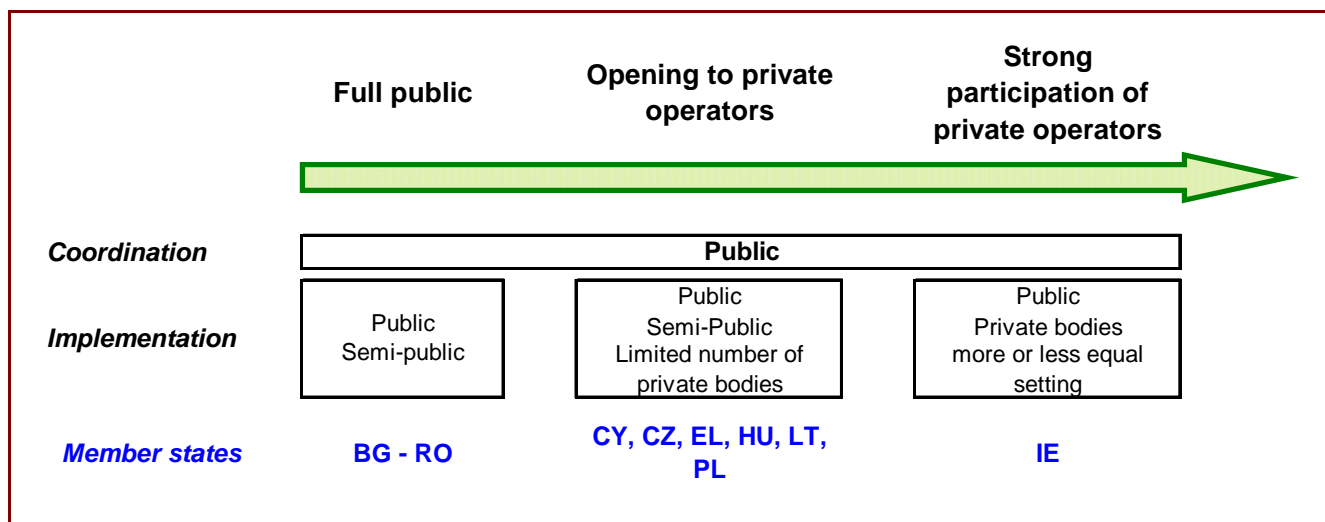 Full public
Opening to private
operators
Strong
participation of
private operators
Coordination
Public
Implementation
Public
Semi-public
Public
Semi-Public
Limited number of
private bodies
Public
Private bodies
more or less equal
setting
Member states
BG - RO
CY, CZ, EL, HU, LT,
PL
IE